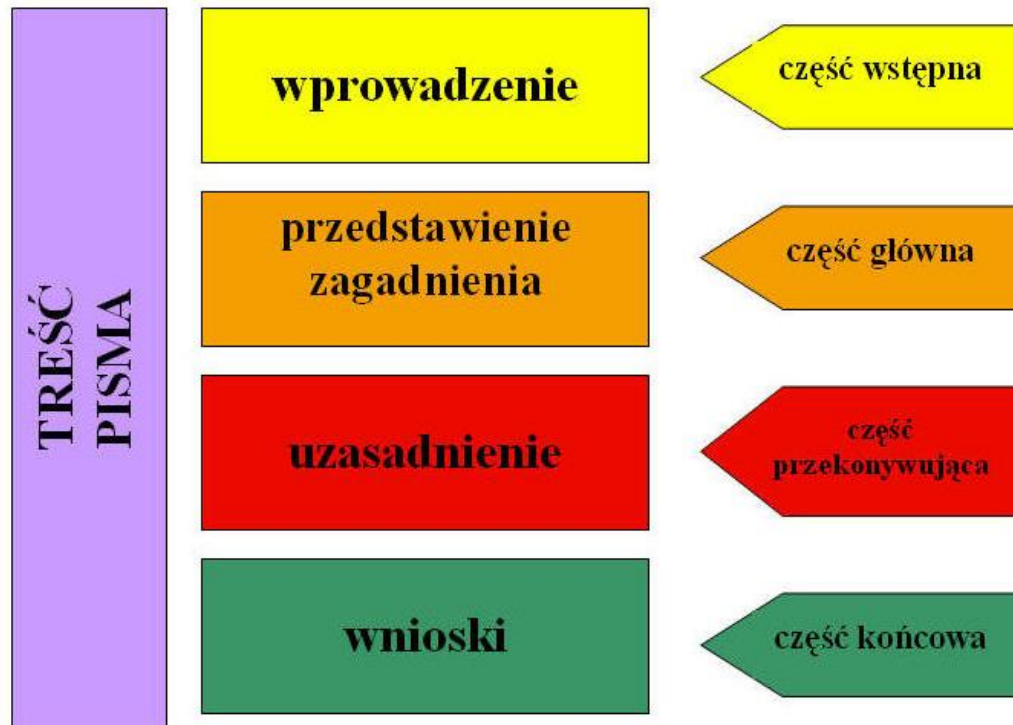 TREŚĆ
PISMA
wprowadzenie
część wstępna
przedstawienie
zagadnienia
część główna
uzasadnienie
część
przekonywująca
wnioski
część końcowa